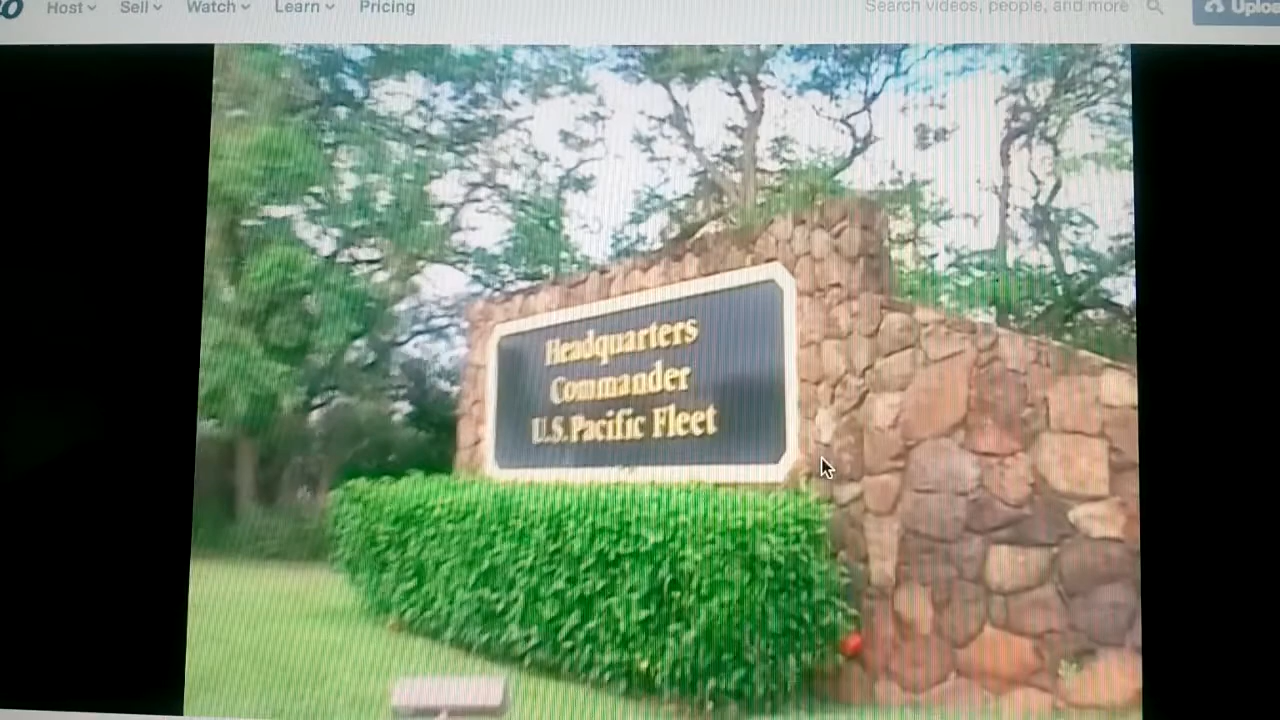 Host Sell Watch Learn Pricing
Search videos, people, and more
Headquarters
Commander
U.S. Pacific Fleet